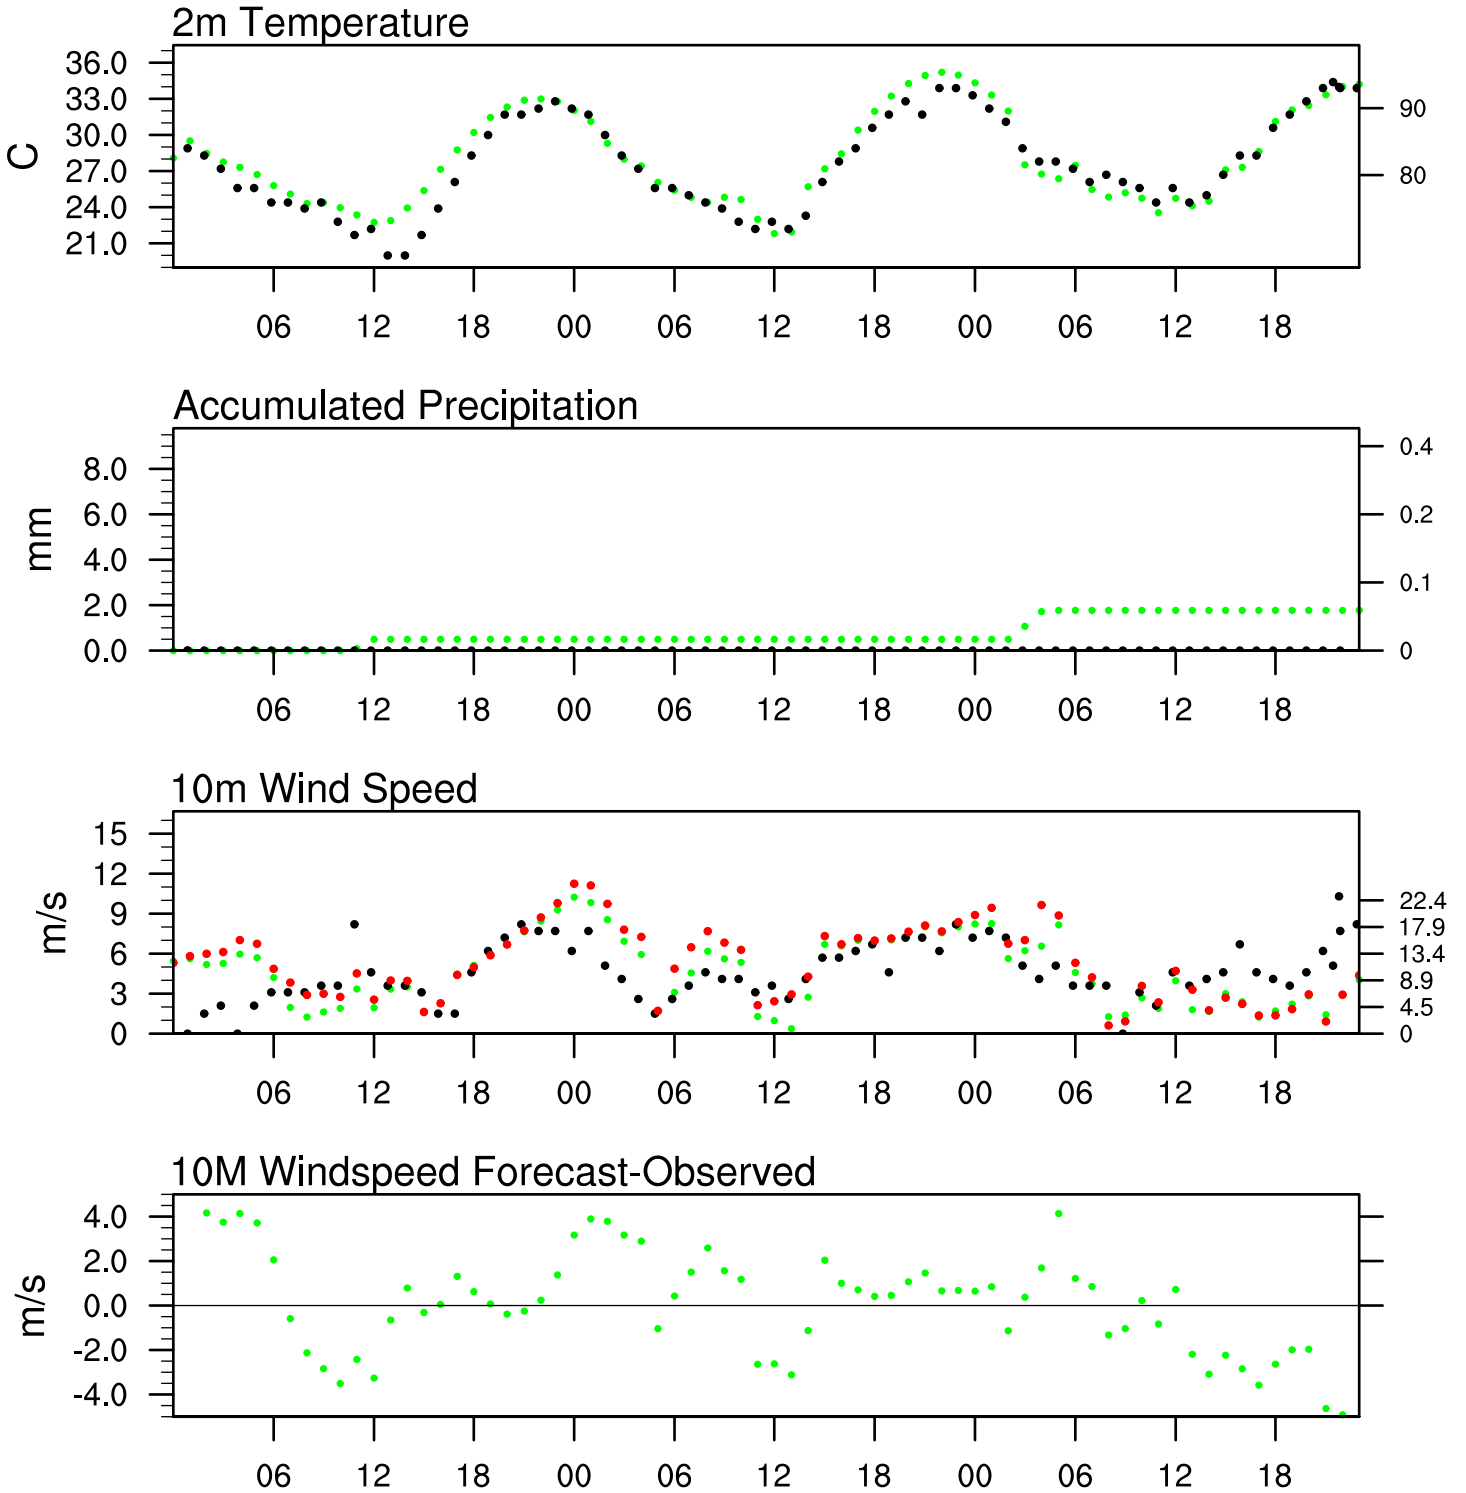 2m Temperature
36.0
33.0
30.0
27.0
24.0
21.0
C
90
80
06 12 18 00 06 12 18 00 06 12 18
Accumulated Precipitation
8.0
6.0
4.0
2.0
0.0
mm
0.4
0.2
0.1
0
06 12 18 00 06 12 18 00 06 12 18
10m Wind Speed
15
12
9
6
3
0
m/s
22.4
17.9
13.4
8.9
4.5
0
06 12 18 00 06 12 18 00 06 12 18
10M Windspeed Forecast-Observed
4.0
2.0
0.0
-2.0
-4.0
m/s
06 12 18 00 06 12 18 00 06 12 18